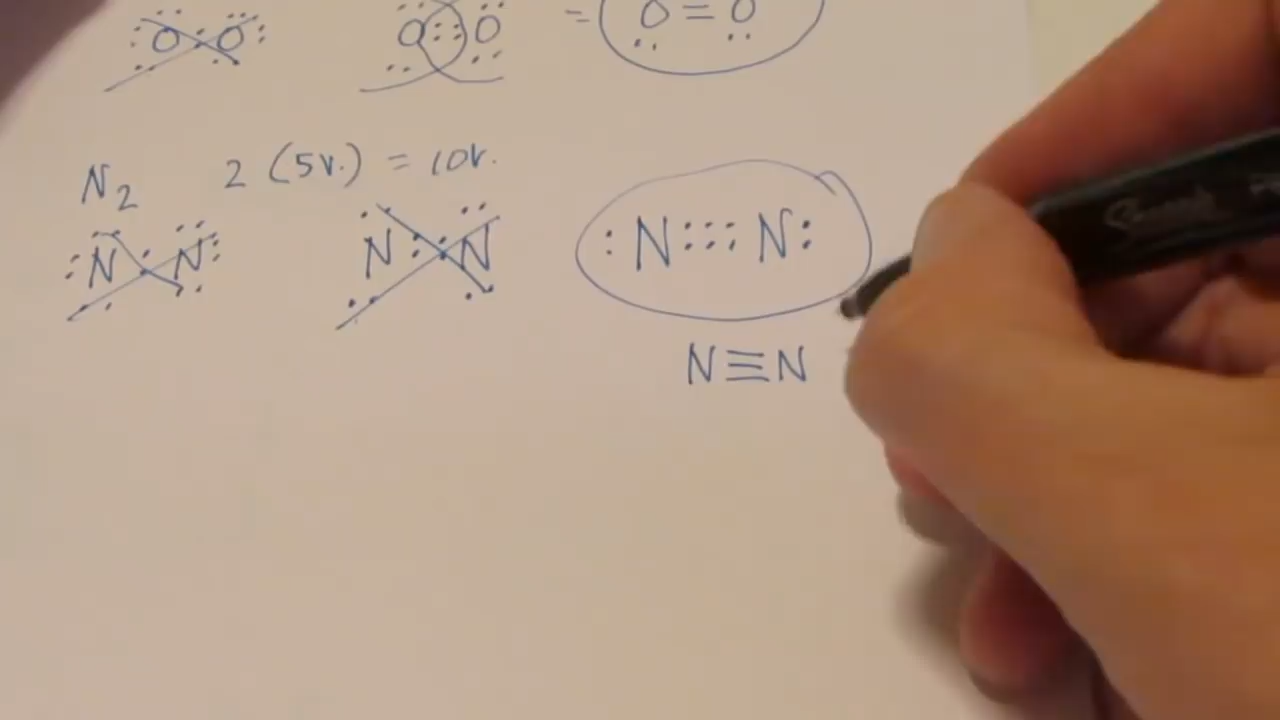 :O:O: O::O = O=O
N₂ 2 (5v.) = 10v.
:N:N: N:N :N:::N:
N≡N